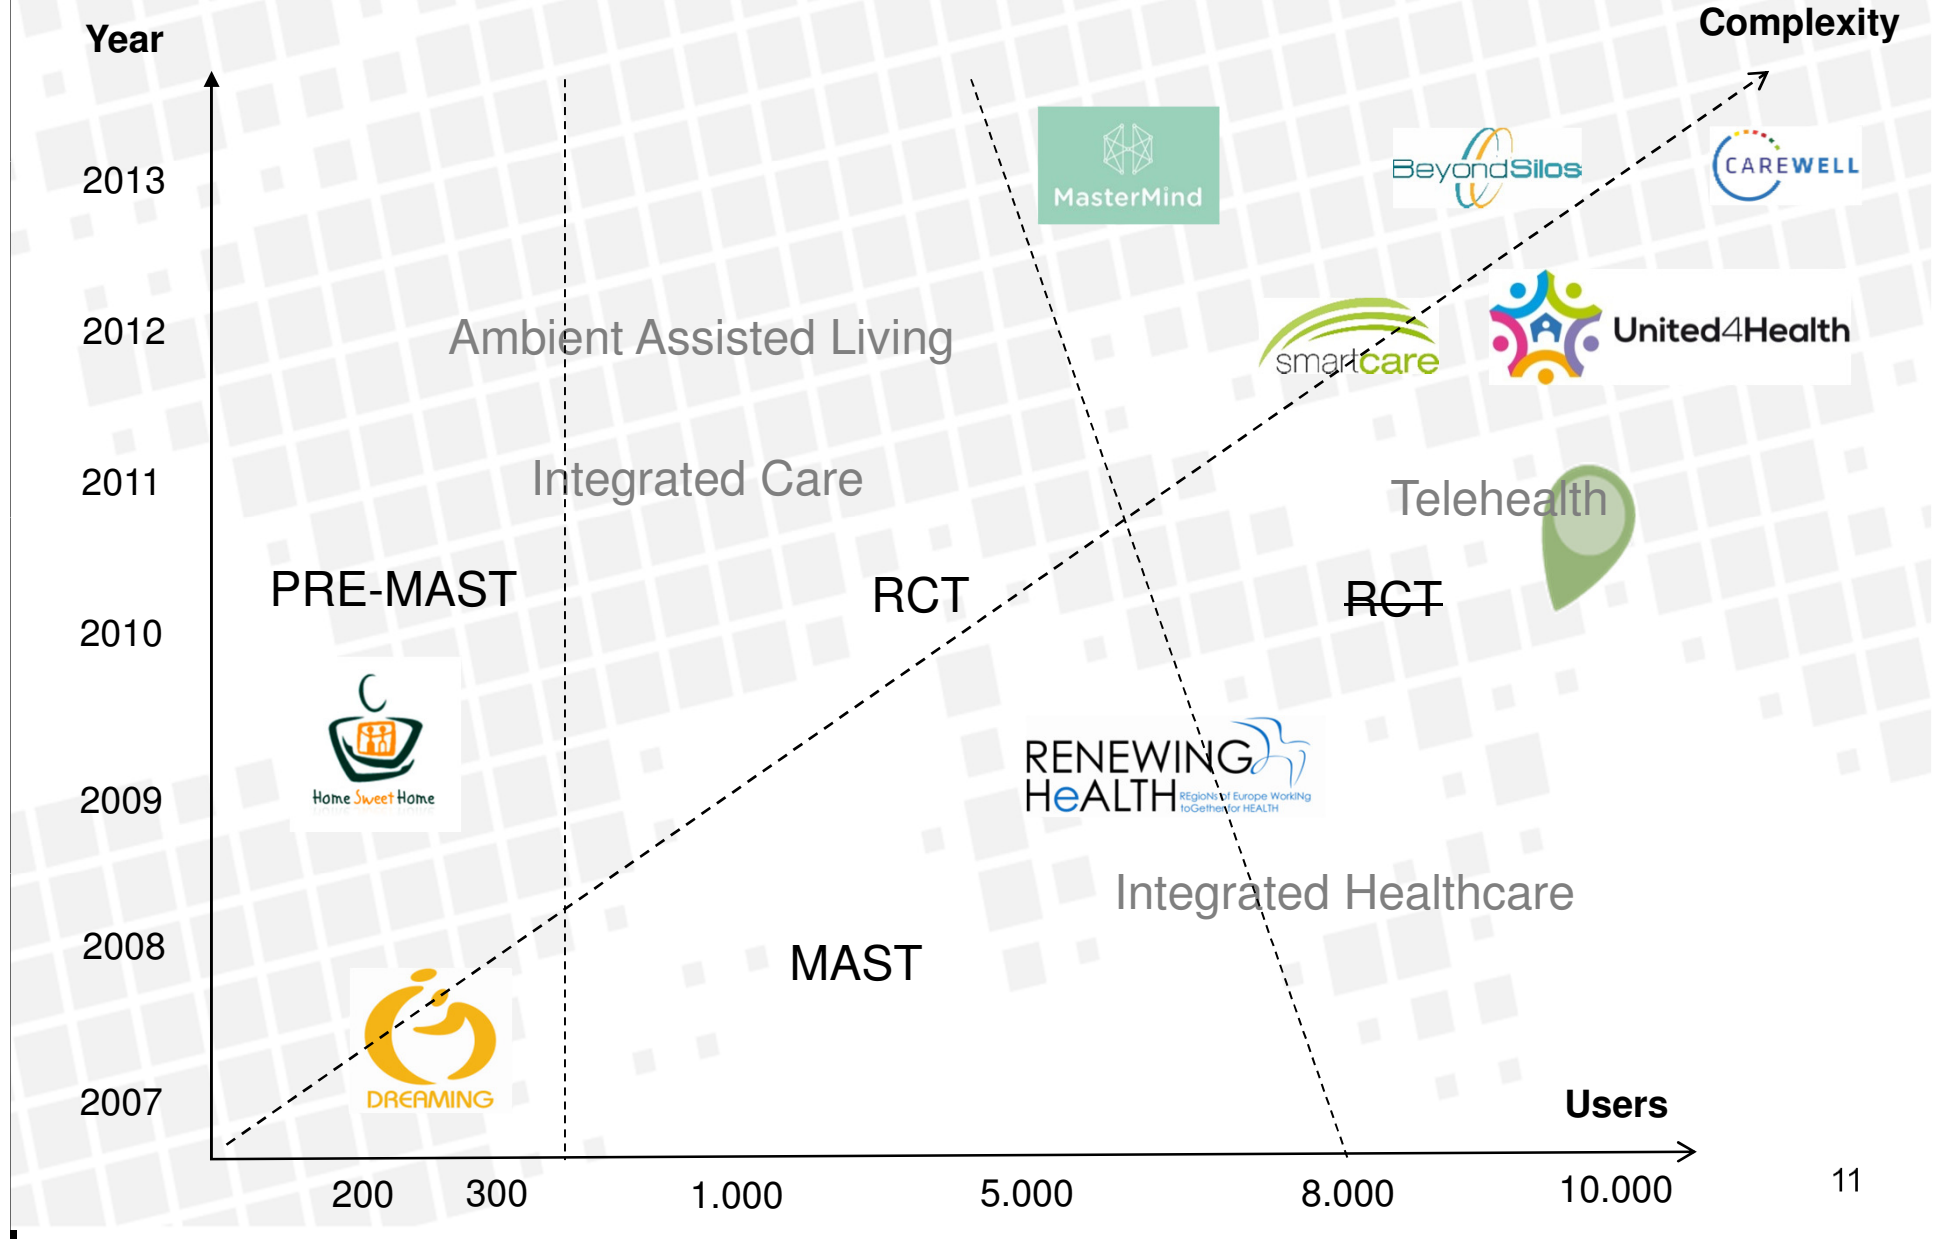 Year
Complexity
2013
MasterMind
BeyondSilos
CAREWELL
2012
Ambient Assisted Living
smartcare
United4Health
2011
Integrated Care
Telehealth
PRE-MAST
RCT
RCT
2010
Home Sweet Home
2009
RENEWING
HeALTH
REgioNs of Europe WorkINg
toGether for HEALTH
Integrated Healthcare
2008
MAST
DREAMING
2007
Users
200
300
1.000
5.000
8.000
10.000
11